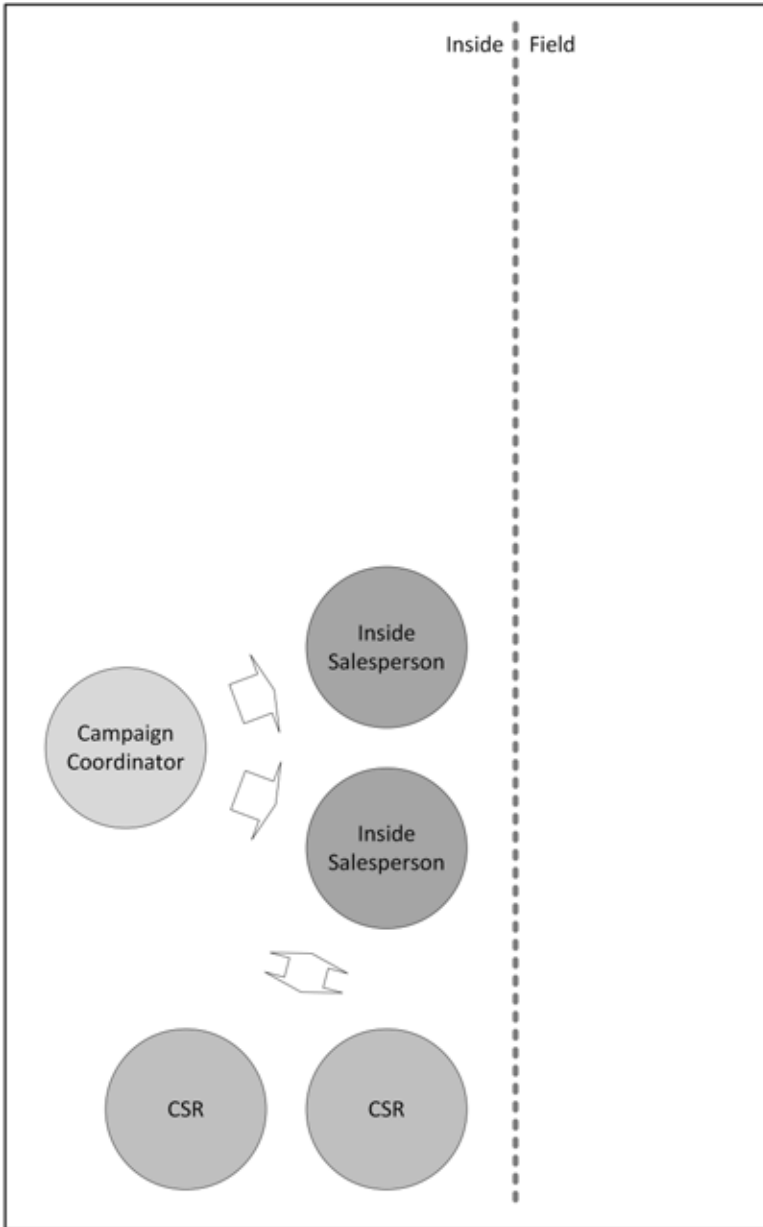 Inside Field
Inside
Salesperson
Campaign
Coordinator
Inside
Salesperson
CSR
CSR